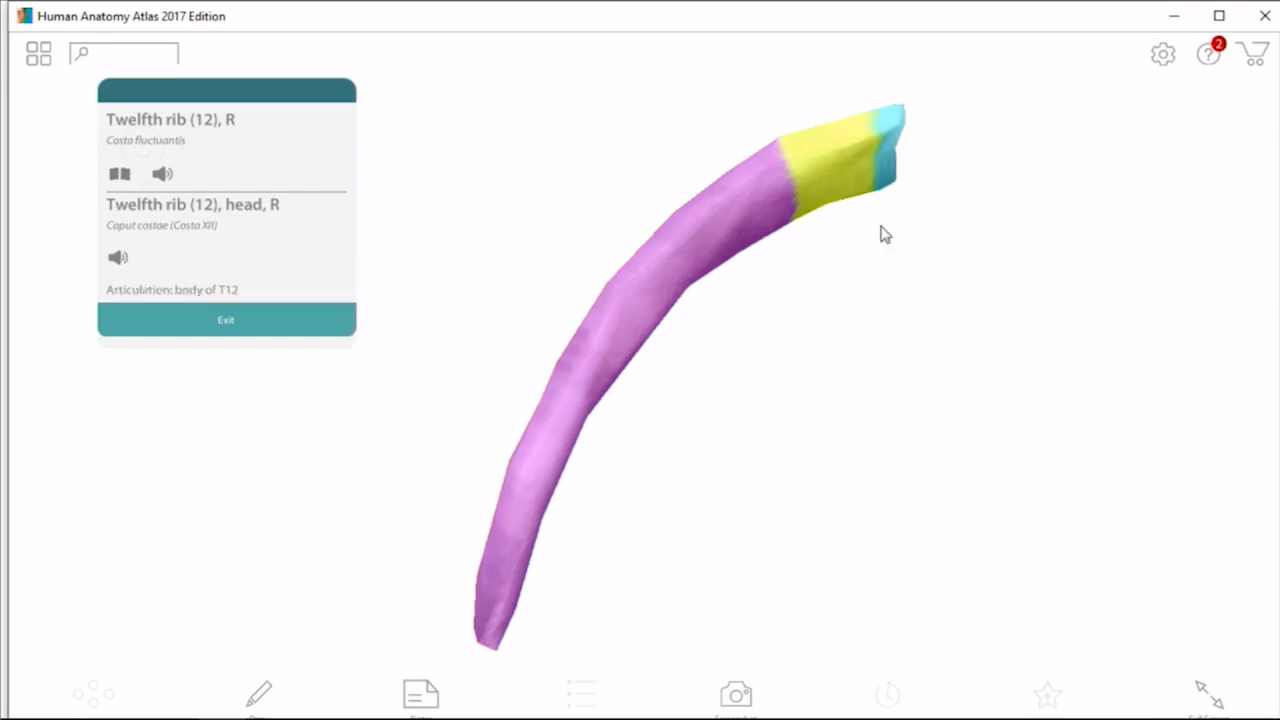 Human Anatomy Atlas 2017 Edition
2
Twelfth rib (12), R
Costa fluctuantis
Twelfth rib (12), head, R
Caput costae (Costa XII)
Articulation: body of T12
Exit